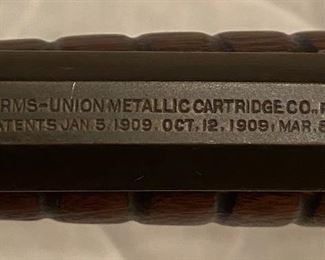 RMS-UNION METALLIC CARTRIDGE CO.,
ATENTS JAN.5.1909. OCT.12.1909, MAR.